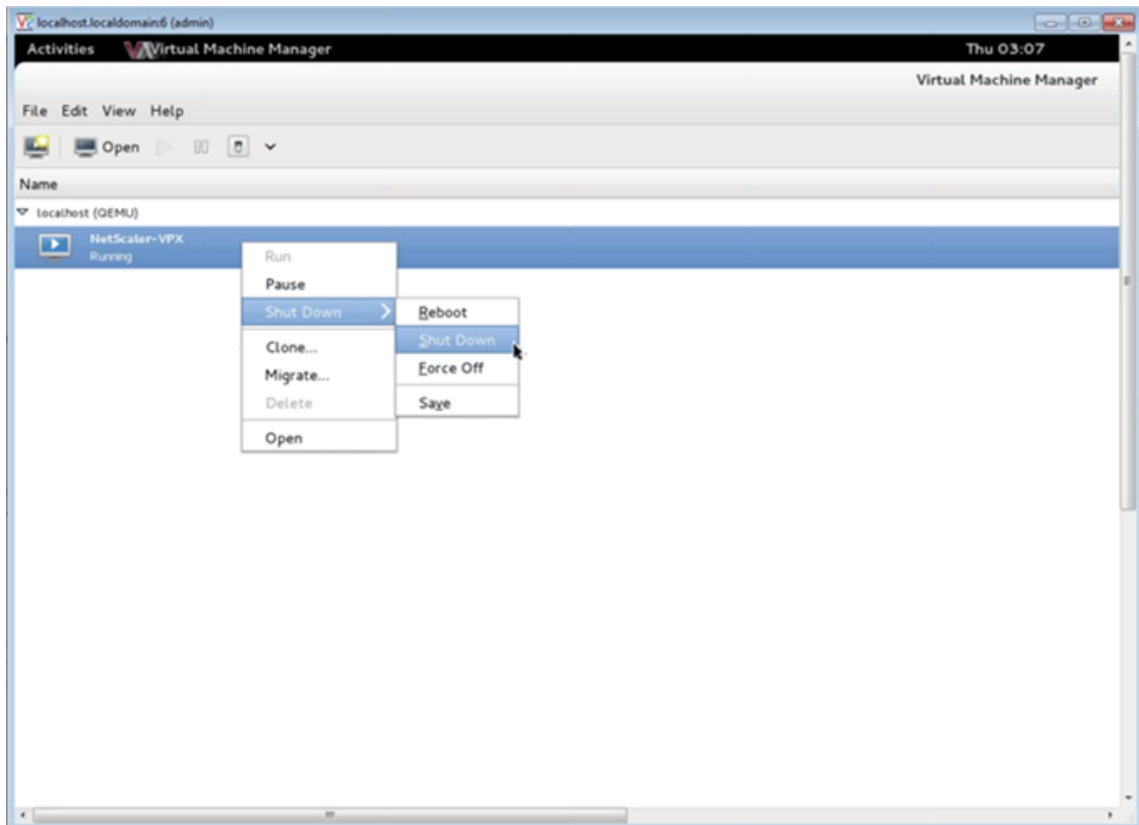 localhost.localdomain:6 (admin)
Activities Virtual Machine Manager Thu 03:07
Virtual Machine Manager
File Edit View Help
Open
Name
localhost (QEMU)
NetScaler-VPX
Running
Run
Pause
Shut Down
Clone...
Migrate...
Delete
Open
Reboot
Shut Down
Force Off
Save